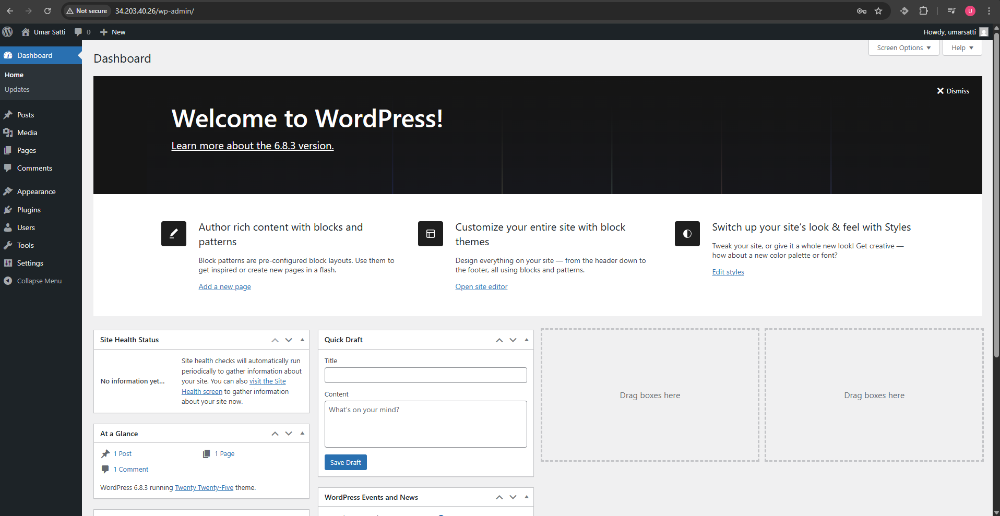 Not secure
34.203.40.26/wp-admin/
U
Umar Satti
0
New
Howdy, umarsatti
Dashboard
Home
Updates
Posts
Media
Pages
Comments
Appearance
Plugins
Users
Tools
Settings
Collapse Menu
Screen Options
Help
Dashboard
Dismiss
Welcome to WordPress!
Learn more about the 6.8.3 version.
Author rich content with blocks and
patterns
Block patterns are pre-configured block layouts. Use them to
get inspired or create new pages in a flash.
Add a new page
Customize your entire site with block
themes
Design everything on your site — from the header down to
the footer, all using blocks and patterns.
Open site editor
Switch up your site’s look & feel with Styles
Tweak your site, or give it a whole new look! Get creative —
how about a new color palette or font?
Edit styles
Site Health Status
No information yet...
Site health checks will automatically run
periodically to gather information about
your site. You can also visit the Site
Health screen to gather information
about your site now.
At a Glance
1 Post
1 Page
1 Comment
WordPress 6.8.3 running Twenty Twenty-Five theme.
Quick Draft
Title
Content
What’s on your mind?
Save Draft
WordPress Events and News
Drag boxes here
Drag boxes here